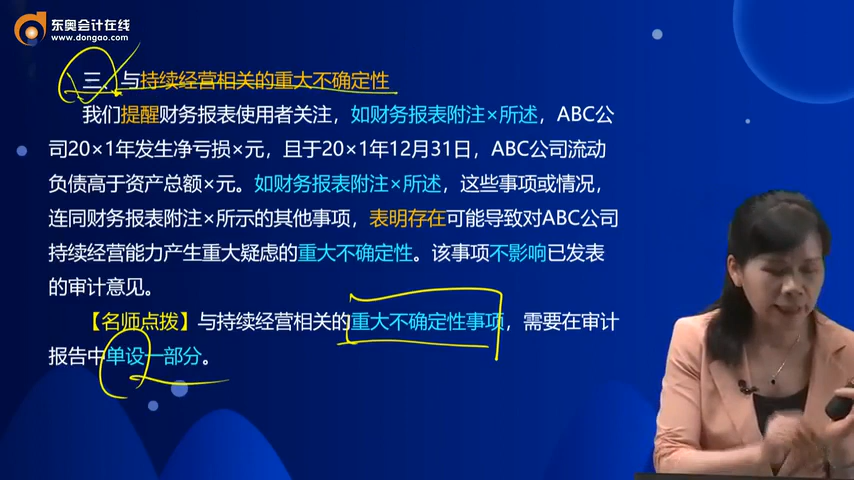 东奥会计在线
www.dongao.com
三、与持续经营相关的重大不确定性
我们提醒财务报表使用者关注，如财务报表附注×所述，ABC公
司20×1年发生净亏损×元，且于20×1年12月31日，ABC公司流动
负债高于资产总额×元。如财务报表附注×所述，这些事项或情况，
连同财务报表附注×所示的其他事项，表明存在可能导致对ABC公司
持续经营能力产生重大疑虑的重大不确定性。该事项不影响已发表
的审计意见。
【名师点拨】与持续经营相关的重大不确定性事项，需要在审计
报告中单设一部分。